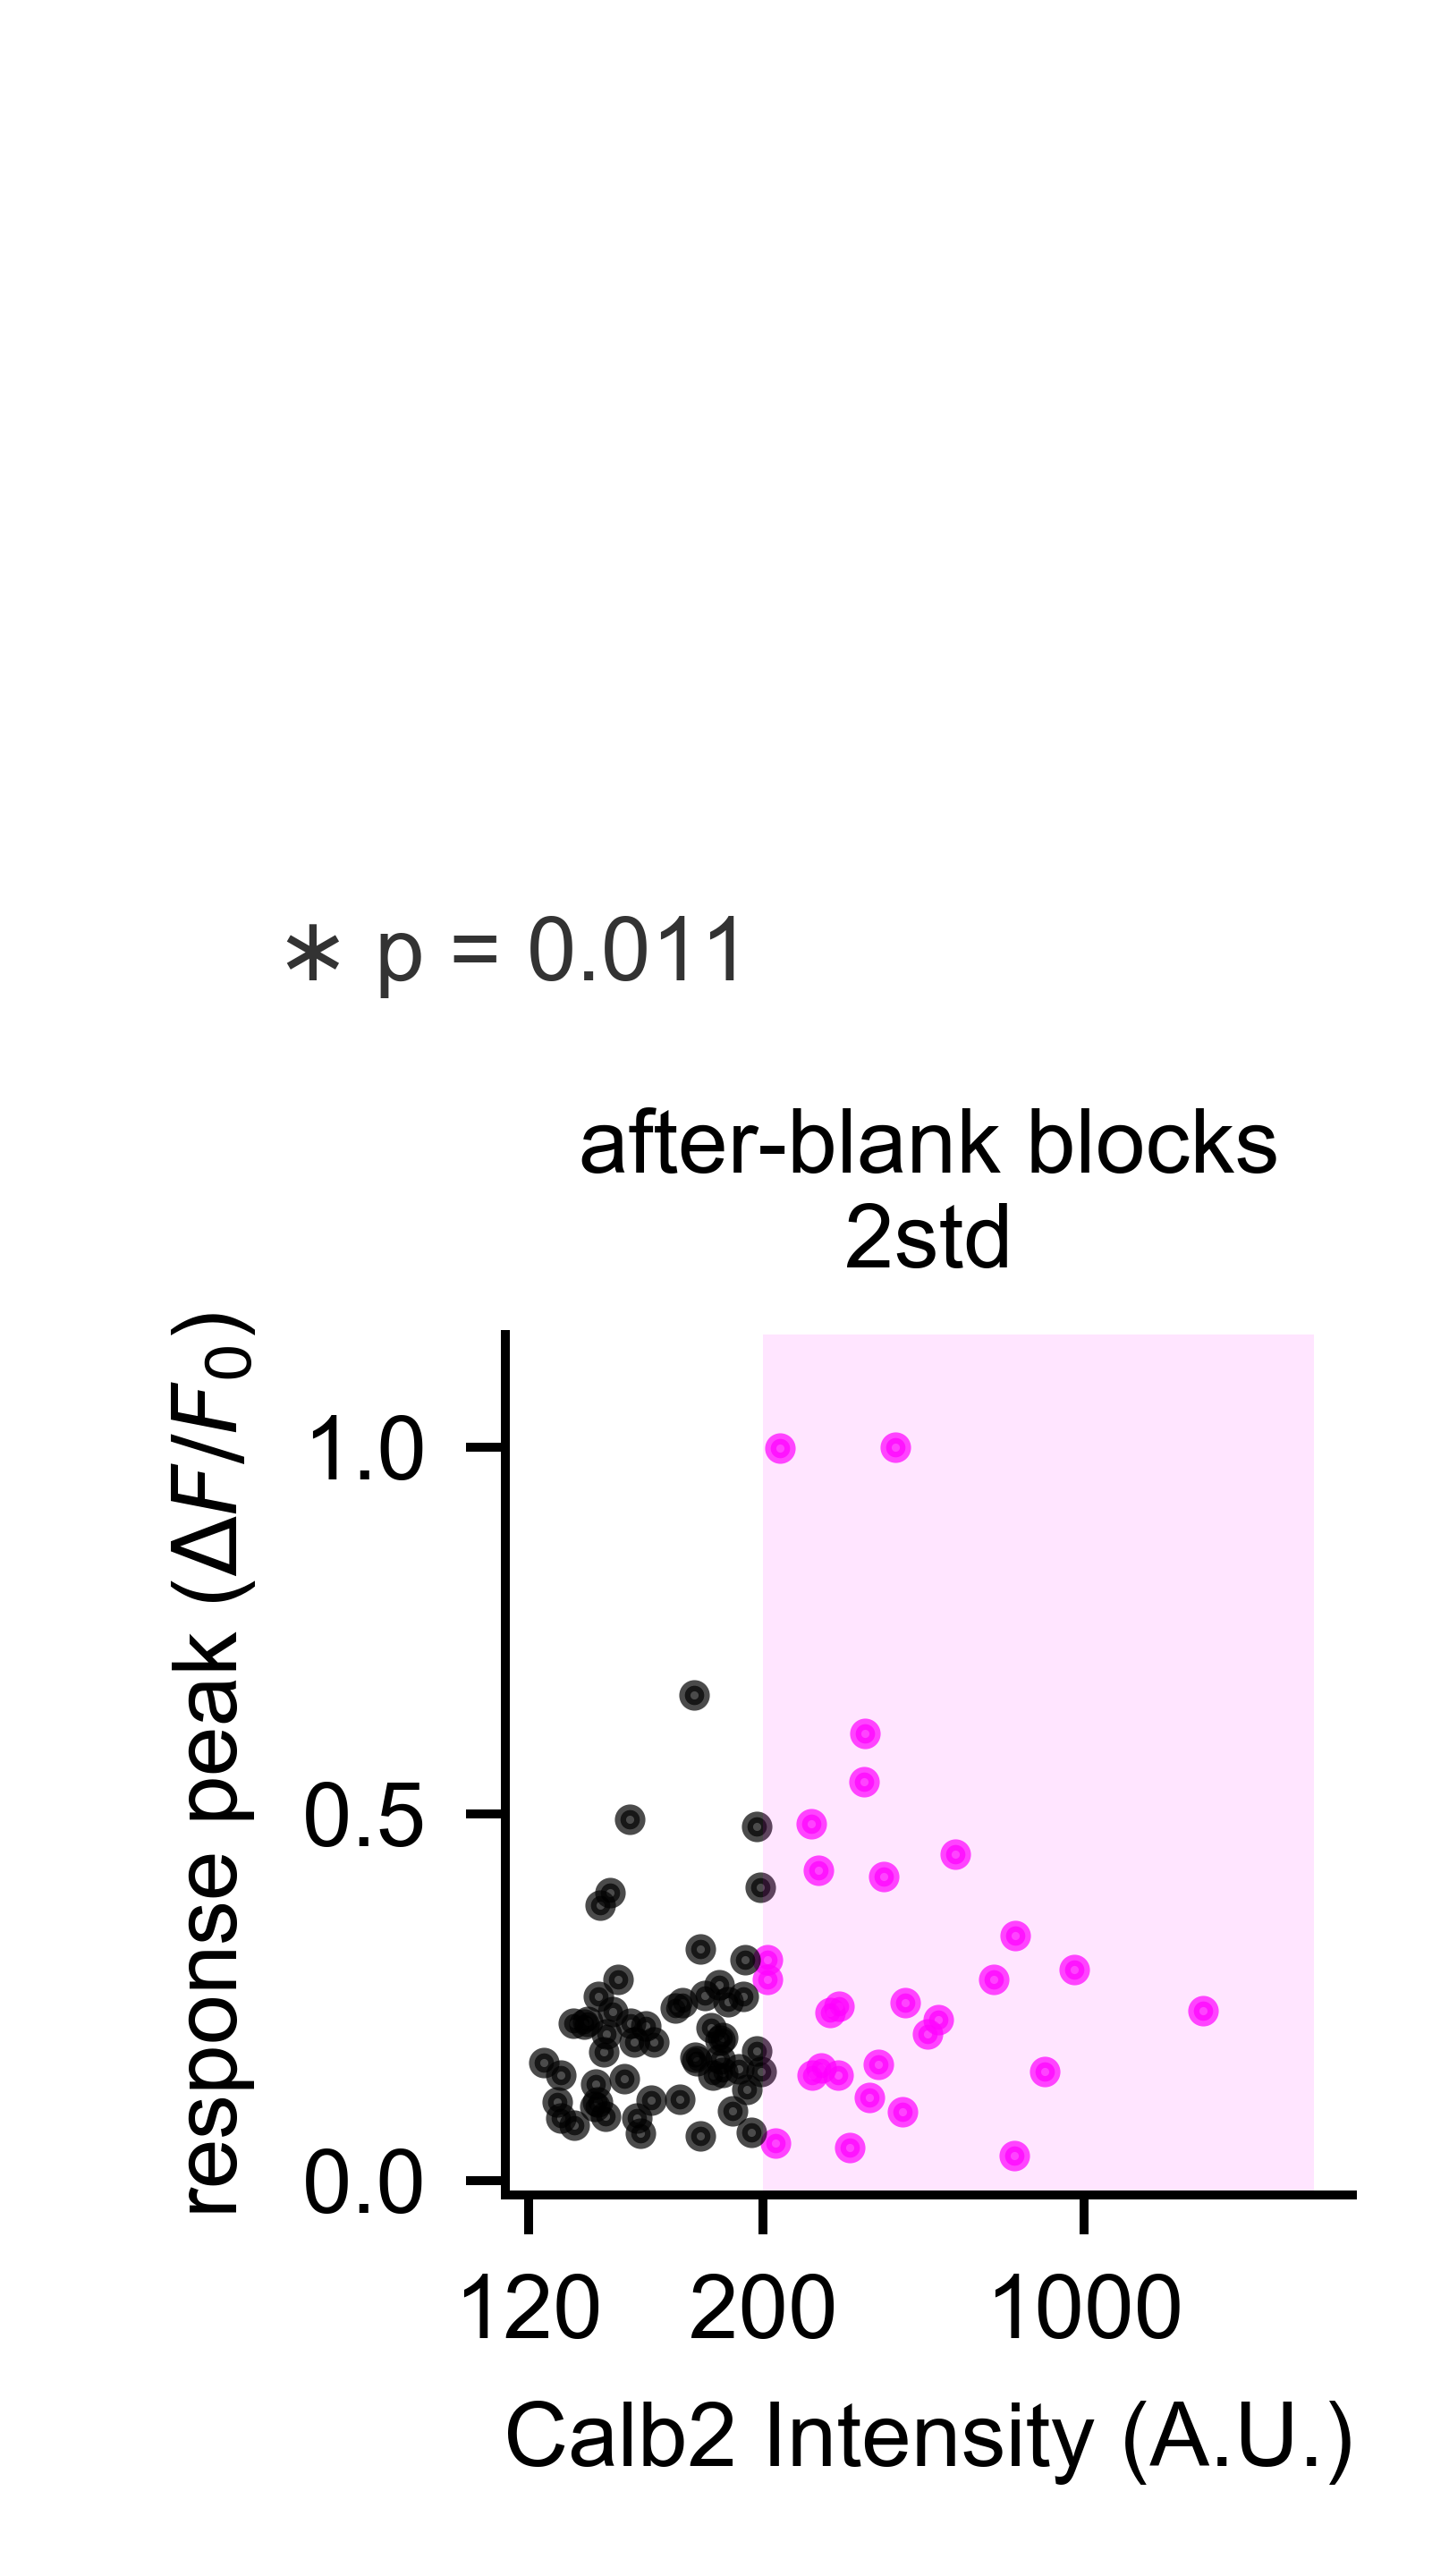 ∗ p = 0.011
after-blank blocks
2std
response peak (ΔF/F₀)
1.0
0.5
0.0
120 200 1000
Calb2 Intensity (A.U.)